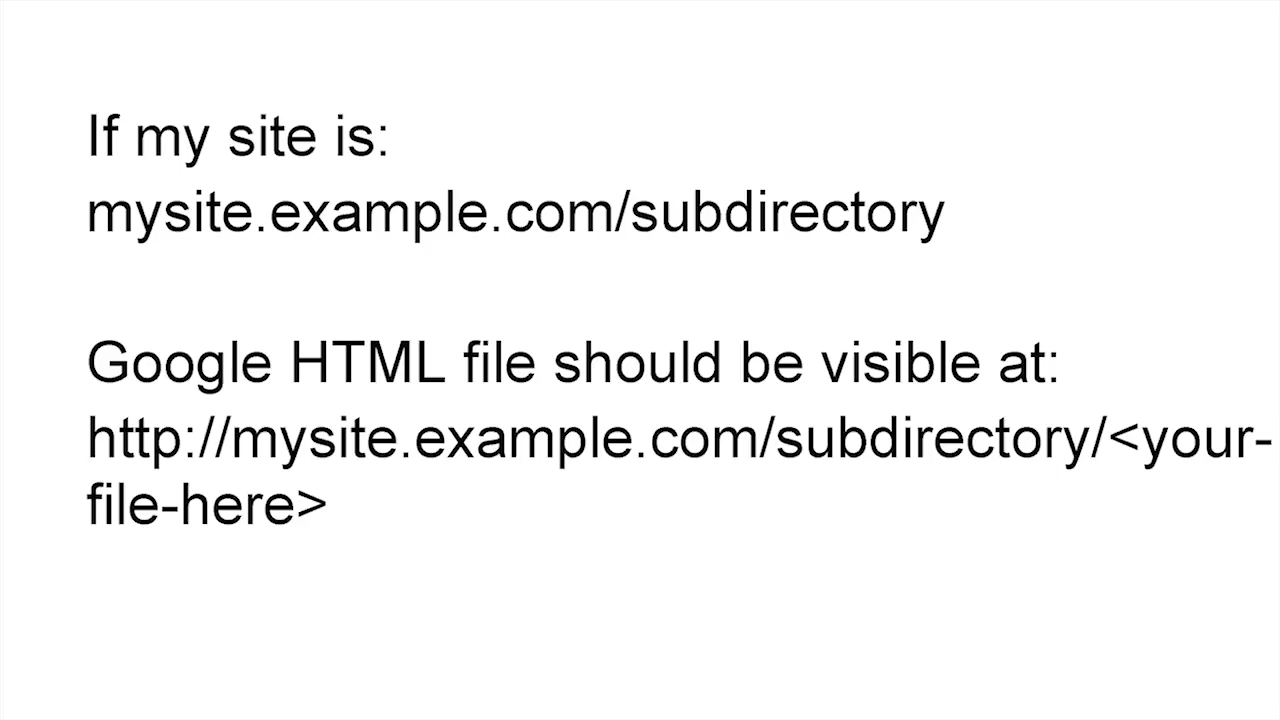 If my site is:
mysite.example.com/subdirectory
Google HTML file should be visible at:
http://mysite.example.com/subdirectory/<your-
file-here>